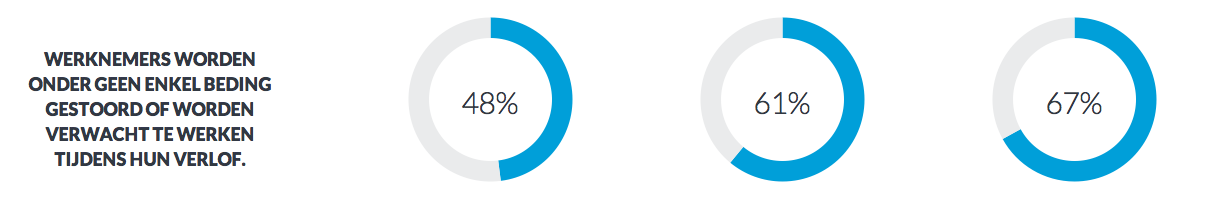 WERKNEMERS WORDEN
ONDER GEEN ENKEL BEDING
GESTOORD OF WORDEN
VERWACHT TE WERKEN
TIJDENS HUN VERLOF.
48%
61%
67%